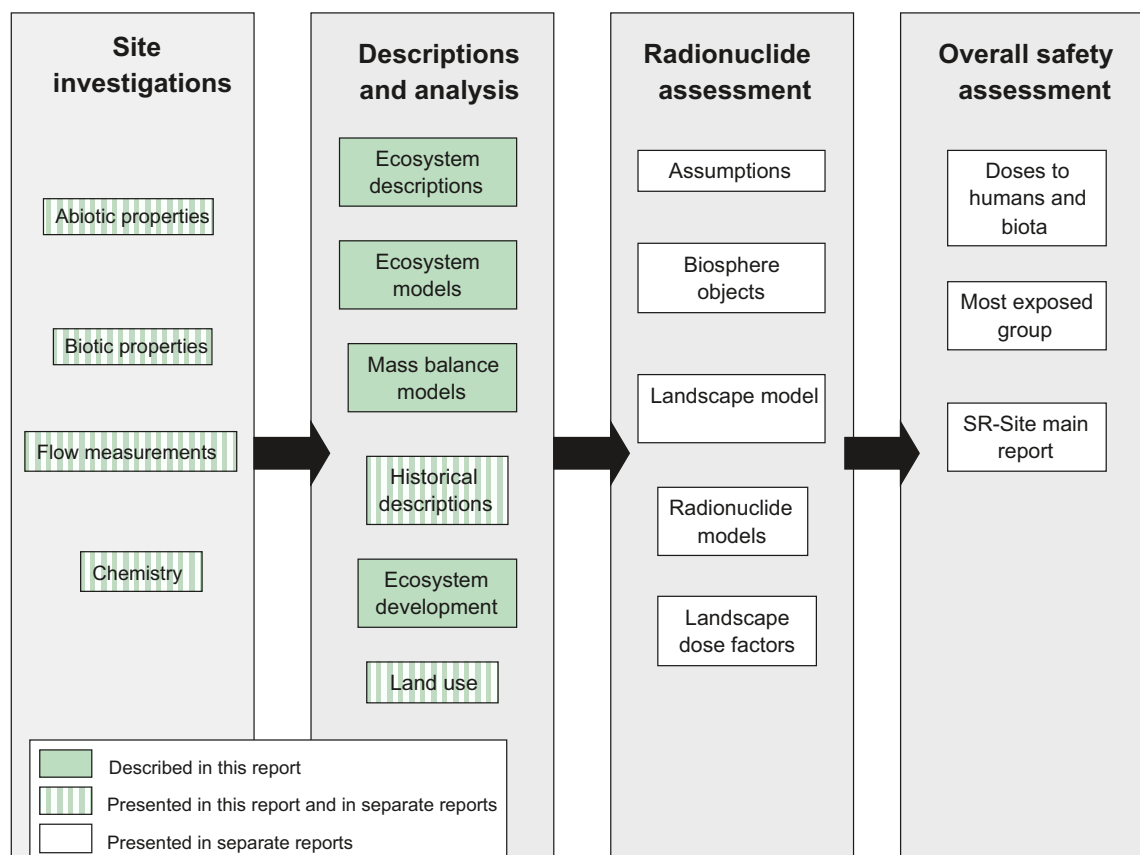 Site
investigations
Abiotic properties
Biotic properties
Flow measurements
Chemistry
Descriptions
and analysis
Ecosystem
descriptions
Ecosystem
models
Mass balance
models
Historical
descriptions
Ecosystem
development
Land use
Radionuclide
assessment
Assumptions
Biosphere
objects
Landscape model
Radionuclide
models
Landscape
dose factors
Overall safety
assessment
Doses to
humans and
biota
Most exposed
group
SR-Site main
report
Described in this report
Presented in this report and in separate reports
Presented in separate reports